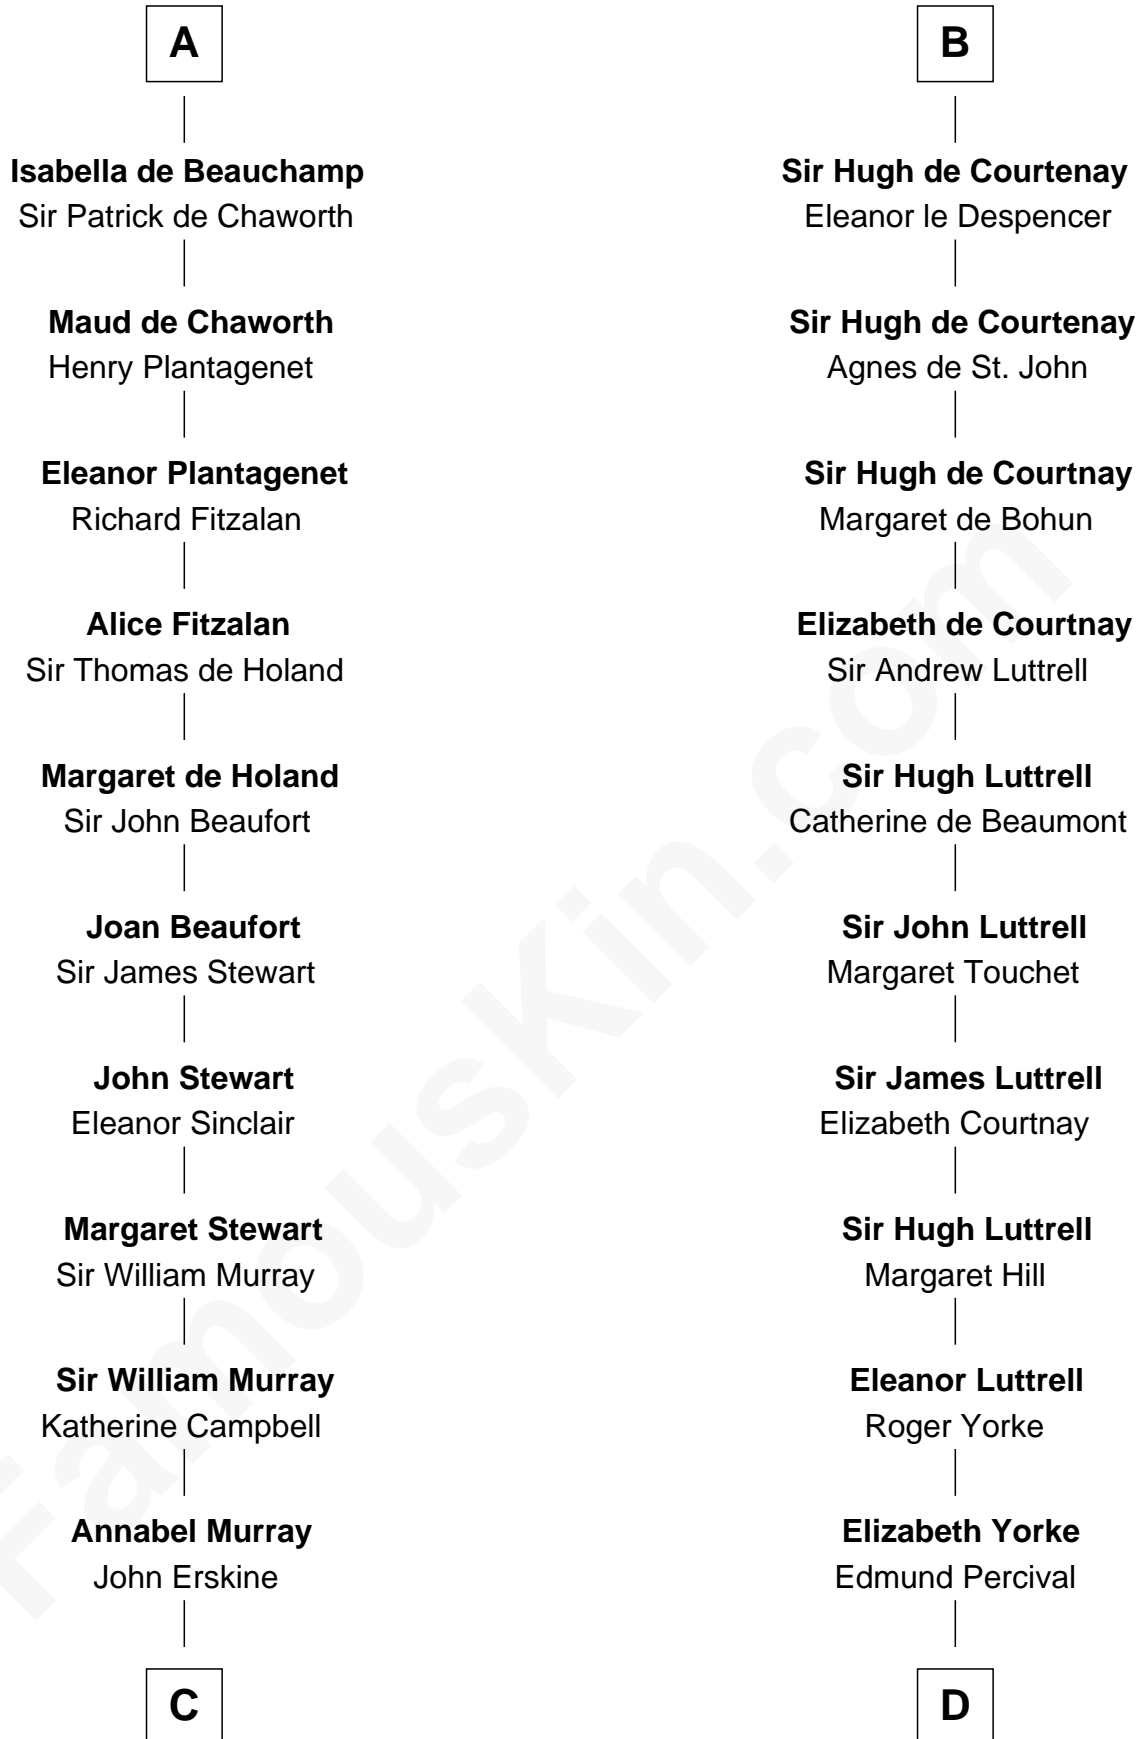 A
Isabella de Beauchamp
Sir Patrick de Chaworth
Maud de Chaworth
Henry Plantagenet
Eleanor Plantagenet
Richard Fitzalan
Alice Fitzalan
Sir Thomas de Holand
Margaret de Holand
Sir John Beaufort
Joan Beaufort
Sir James Stewart
John Stewart
Eleanor Sinclair
Margaret Stewart
Sir William Murray
Sir William Murray
Katherine Campbell
Annabel Murray
John Erskine
C
B
Sir Hugh de Courtenay
Eleanor le Despencer
Sir Hugh de Courtenay
Agnes de St. John
Sir Hugh de Courtnay
Margaret de Bohun
Elizabeth de Courtnay
Sir Andrew Luttrell
Sir Hugh Luttrell
Catherine de Beaumont
Sir John Luttrell
Margaret Touchet
Sir James Luttrell
Elizabeth Courtnay
Sir Hugh Luttrell
Margaret Hill
Eleanor Luttrell
Roger Yorke
Elizabeth Yorke
Edmund Percival
D
FamousKin.com